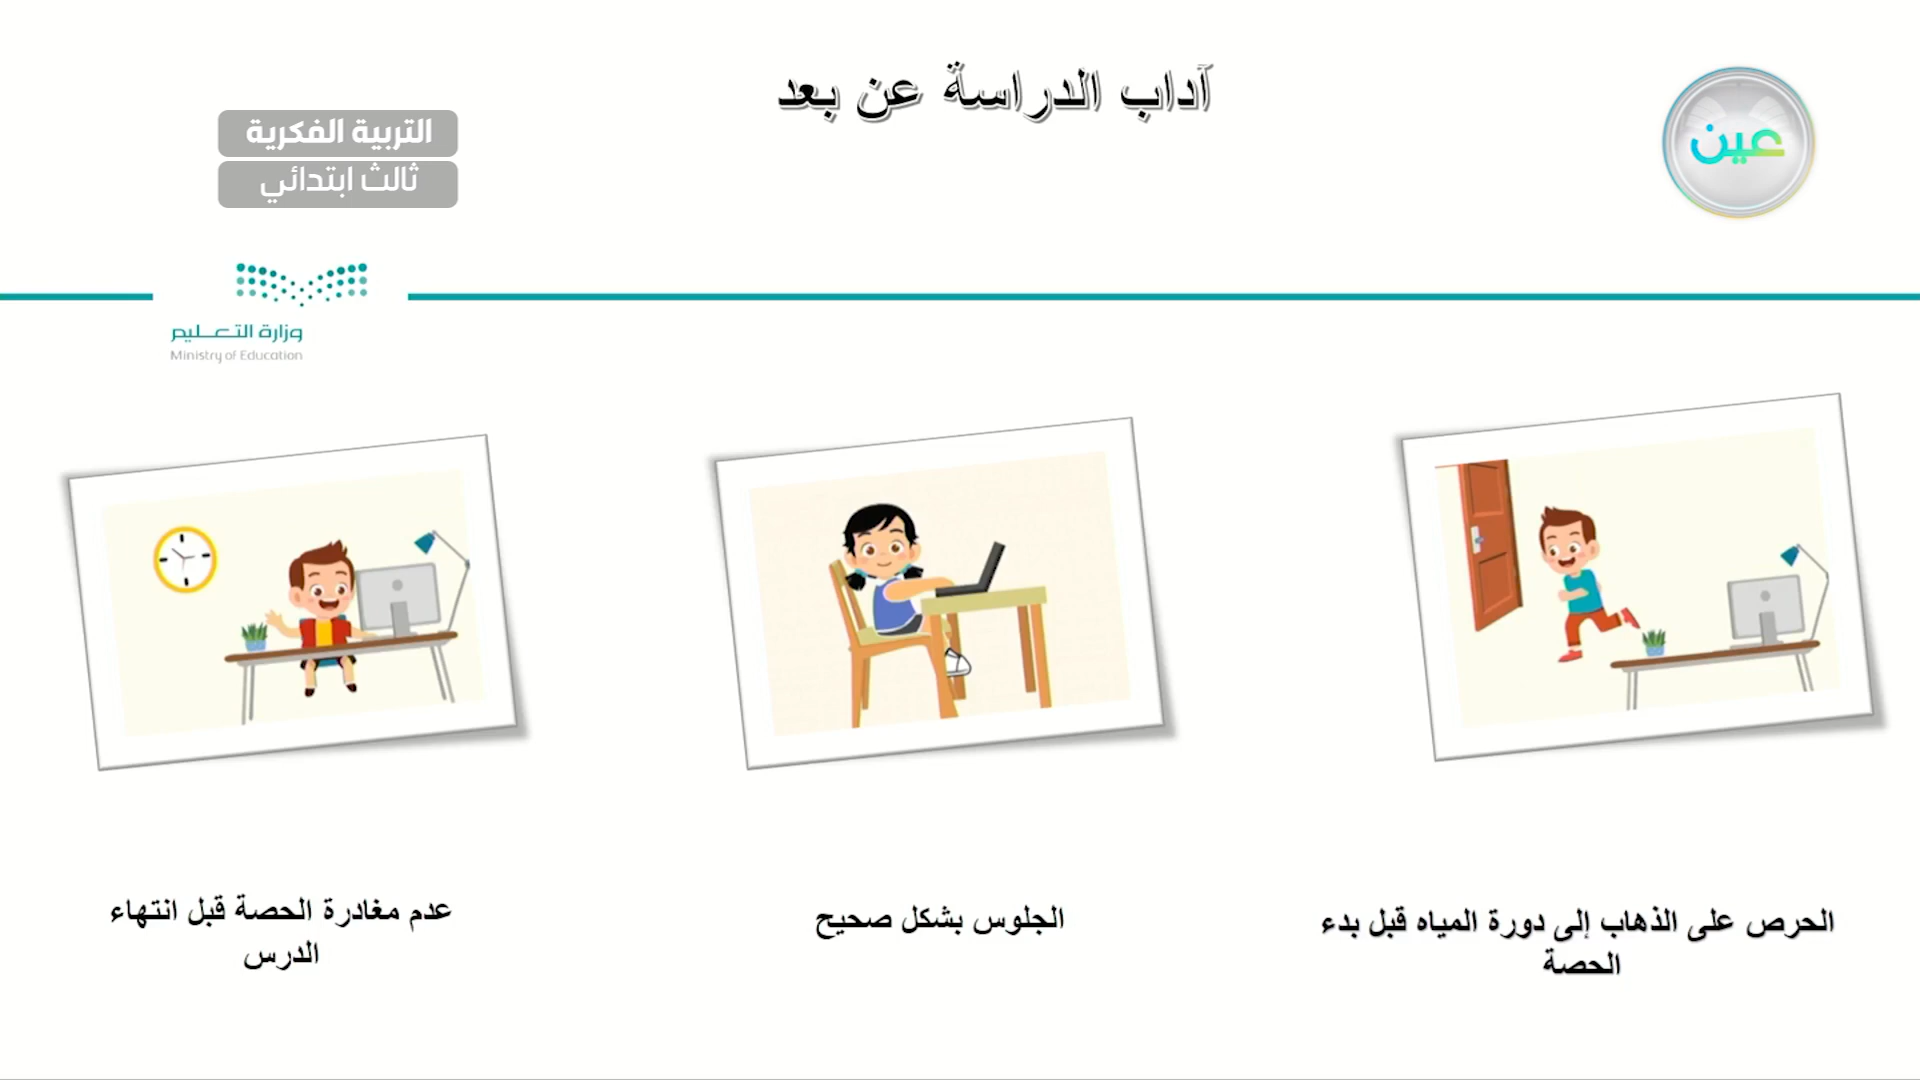 آداب الدراسة عن بعد
عين
التربية الفكرية
ثالث ابتدائي
وزارة التعليم
Ministry of Education
الحرص على الذهاب إلى دورة المياه قبل بدء
الحصة
الجلوس بشكل صحيح
عدم مغادرة الحصة قبل انتهاء
الدرس